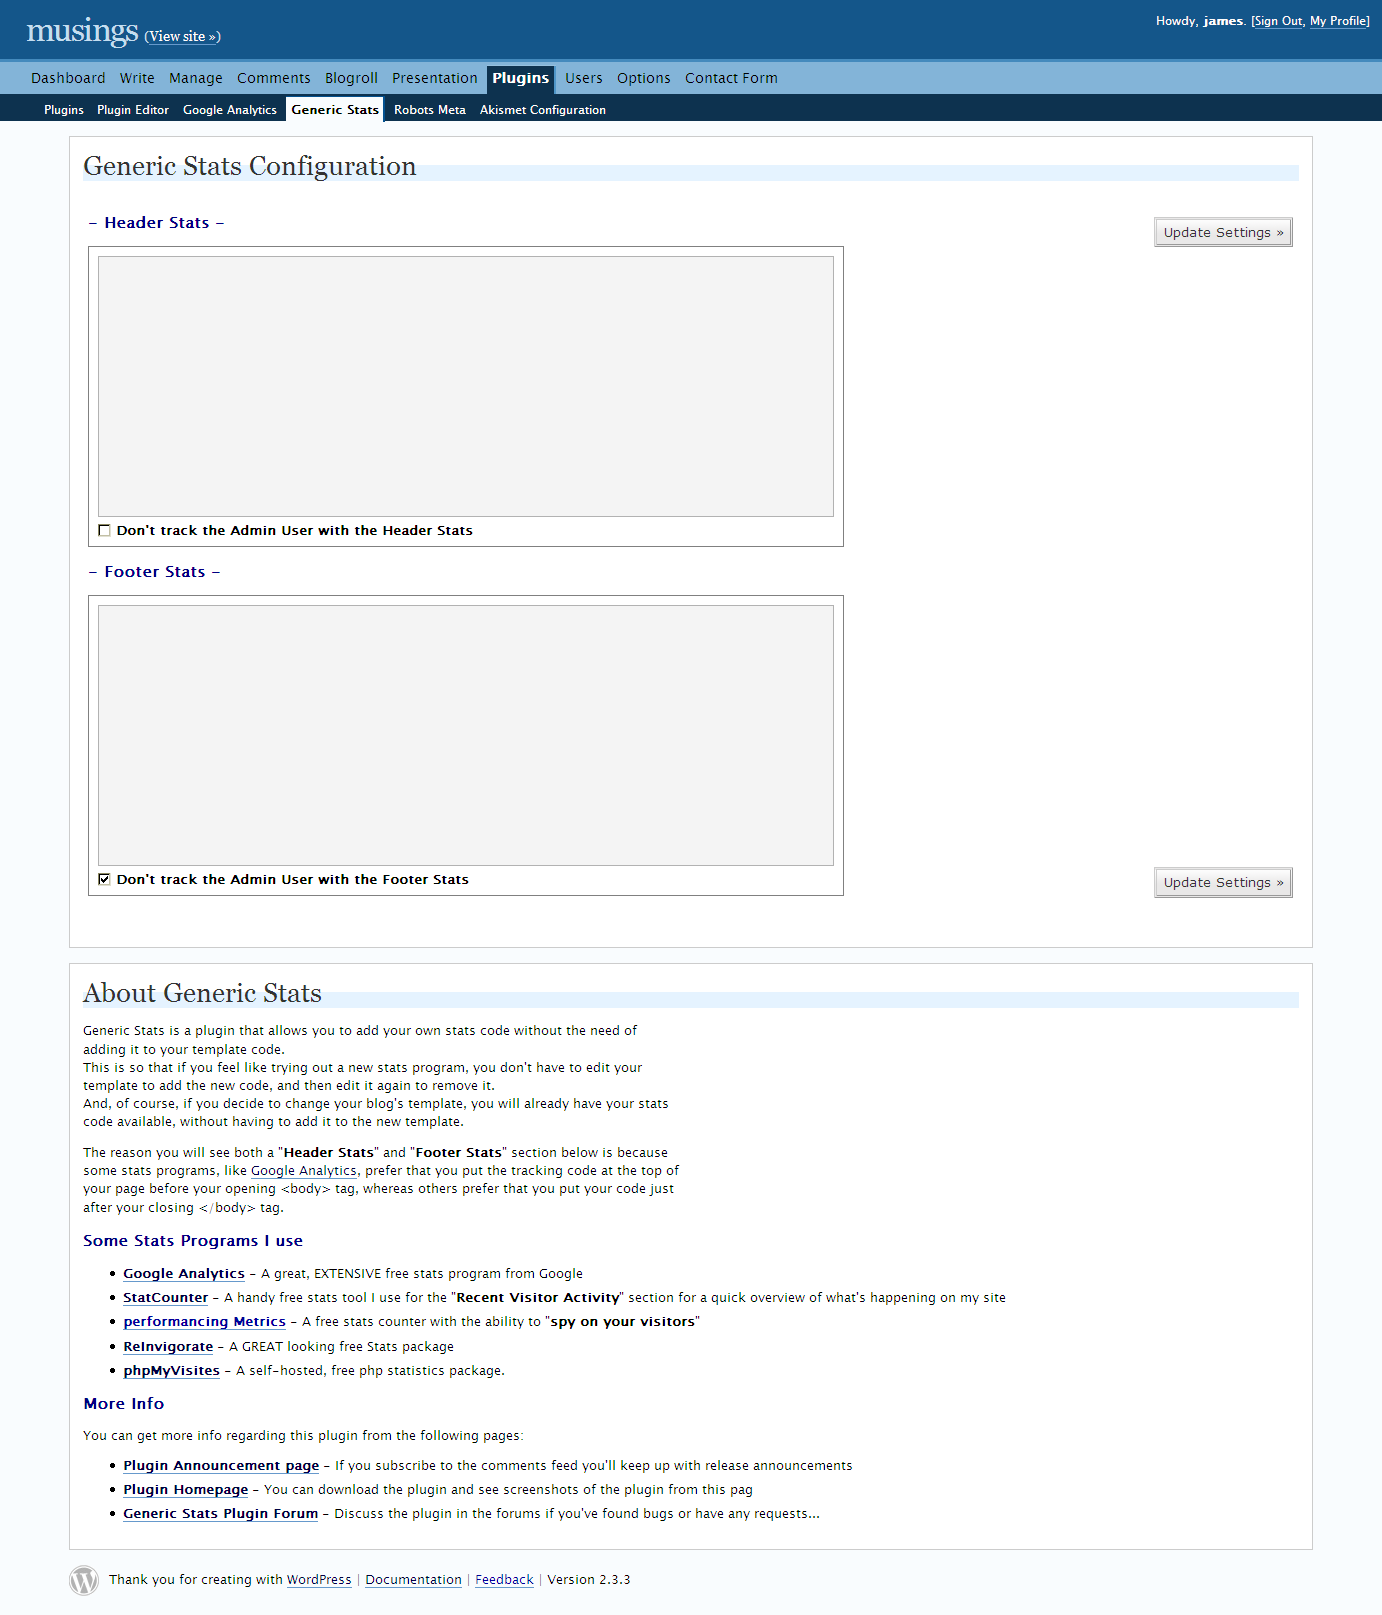 musings (View site »)
Howdy, james. [Sign Out, My Profile]
Dashboard Write Manage Comments Blogroll Presentation Plugins Users Options Contact Form
Plugins Plugin Editor Google Analytics Generic Stats Robots Meta Akismet Configuration
Generic Stats Configuration
- Header Stats -
Update Settings »
Don't track the Admin User with the Header Stats
- Footer Stats -
Don't track the Admin User with the Footer Stats
Update Settings »
About Generic Stats
Generic Stats is a plugin that allows you to add your own stats code without the need of
adding it to your template code.
This is so that if you feel like trying out a new stats program, you don't have to edit your
template to add the new code, and then edit it again to remove it.
And, of course, if you decide to change your blog's template, you will already have your stats
code available, without having to add it to the new template.
The reason you will see both a "Header Stats" and "Footer Stats" section below is because
some stats programs, like Google Analytics, prefer that you put the tracking code at the top of
your page before your opening <body> tag, whereas others prefer that you put your code just
after your closing </body> tag.
Some Stats Programs I use
• Google Analytics - A great, EXTENSIVE free stats program from Google
• StatCounter - A handy free stats tool I use for the "Recent Visitor Activity" section for a quick overview of what's happening on my site
• performancing Metrics - A free stats counter with the ability to "spy on your visitors"
• ReInvigorate - A GREAT looking free Stats package
• phpMyVisites - A self-hosted, free php statistics package.
More Info
You can get more info regarding this plugin from the following pages:
• Plugin Announcement page - If you subscribe to the comments feed you'll keep up with release announcements
• Plugin Homepage - You can download the plugin and see screenshots of the plugin from this pag
• Generic Stats Plugin Forum - Discuss the plugin in the forums if you've found bugs or have any requests...
Thank you for creating with WordPress | Documentation | Feedback | Version 2.3.3